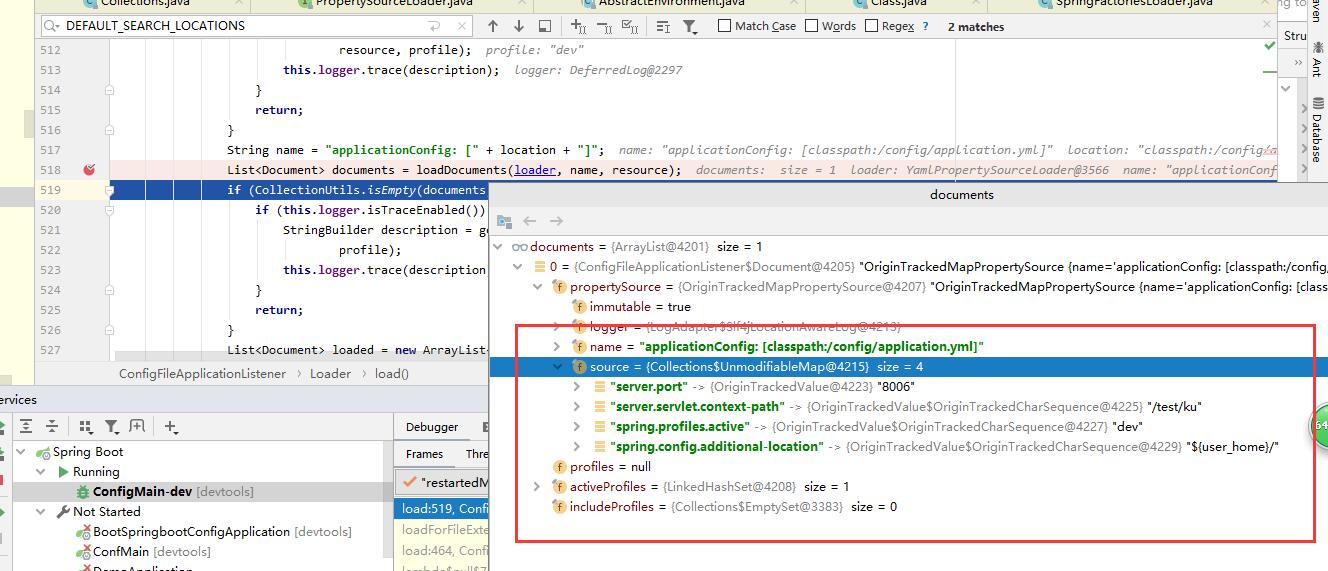 Collections.java PropertySourceLoader.java AbstractEnvironment.java Class.java SpringFactoriesLoader.java
DEFAULT_SEARCH_LOCATIONS Match Case Words Regex ? 2 matches
Stru
Ant
Database
512 resource, profile); profile: "dev"
513 this.logger.trace(description); logger: DeferredLog@2297
514 }
515 return;
516 }
517 String name = "applicationConfig: [" + location + "]"; name: "applicationConfig: [classpath:/config/application.yml]" location: "classpath:/config/a
518 List<Document> documents = loadDocuments(loader, name, resource); documents: size = 1 loader: YamlPropertySourceLoader@3566 name: "applicationConf
519 if (CollectionUtils.isEmpty(documents
520 if (this.logger.isTraceEnabled())
521 StringBuilder description = ge
522 profile);
523 this.logger.trace(description
524 }
525 return;
526 }
527 List<Document> loaded = new ArrayList
ConfigFileApplicationListener > Loader > load()
documents
documents = {ArrayList@4201} size = 1
0 = {ConfigFileApplicationListener$Document@4205} "OriginTrackedMapPropertySource {name='applicationConfig: [classpath:/config,
propertySource = {OriginTrackedMapPropertySource@4207} "OriginTrackedMapPropertySource {name='applicationConfig: [class
immutable = true
logger = {LogAdapter$Slf4jLocationAwareLog@4213}
name = "applicationConfig: [classpath:/config/application.yml]"
source = {Collections$UnmodifiableMap@4215} size = 4
"server.port" -> {OriginTrackedValue@4223} "8006"
"server.servlet.context-path" -> {OriginTrackedValue$OriginTrackedCharSequence@4225} "/test/ku"
"spring.profiles.active" -> {OriginTrackedValue$OriginTrackedCharSequence@4227} "dev"
"spring.config.additional-location" -> {OriginTrackedValue$OriginTrackedCharSequence@4229} "${user_home}/"
profiles = null
activeProfiles = {LinkedHashSet@4208} size = 1
includeProfiles = {Collections$EmptySet@3383} size = 0
64
ervices
Spring Boot
Running
ConfigMain-dev [devtools]
Not Started
BootSpringbootConfigApplication [devtools]
ConfMain [devtools]
DemoApplication
Debugger
Frames Thre
"restartedM
load:519, Confi
loadForFileExte
load:464, Confi